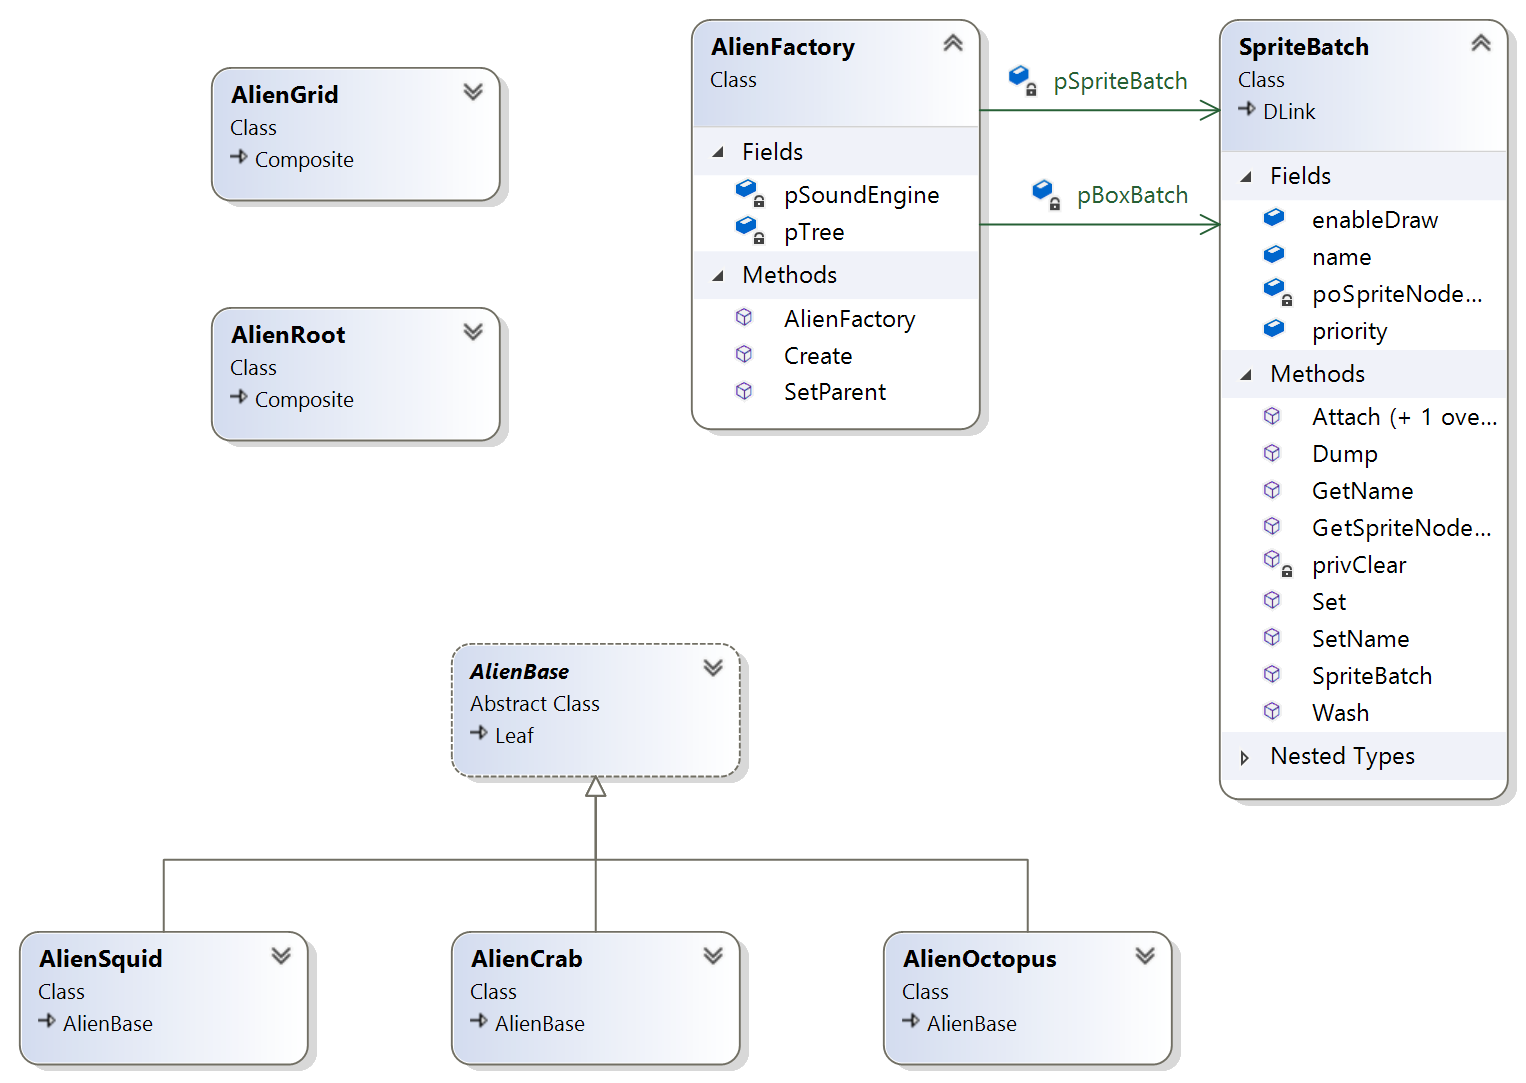 AlienGrid
Class
Composite
AlienRoot
Class
Composite
AlienFactory
Class
Fields
pSoundEngine
pTree
Methods
AlienFactory
Create
SetParent
pSpriteBatch
pBoxBatch
SpriteBatch
Class
DLink
Fields
enableDraw
name
poSpriteNode...
priority
Methods
Attach (+ 1 ove...
Dump
GetName
GetSpriteNode...
privClear
Set
SetName
SpriteBatch
Wash
Nested Types
AlienBase
Abstract Class
Leaf
AlienSquid
Class
AlienBase
AlienCrab
Class
AlienBase
AlienOctopus
Class
AlienBase